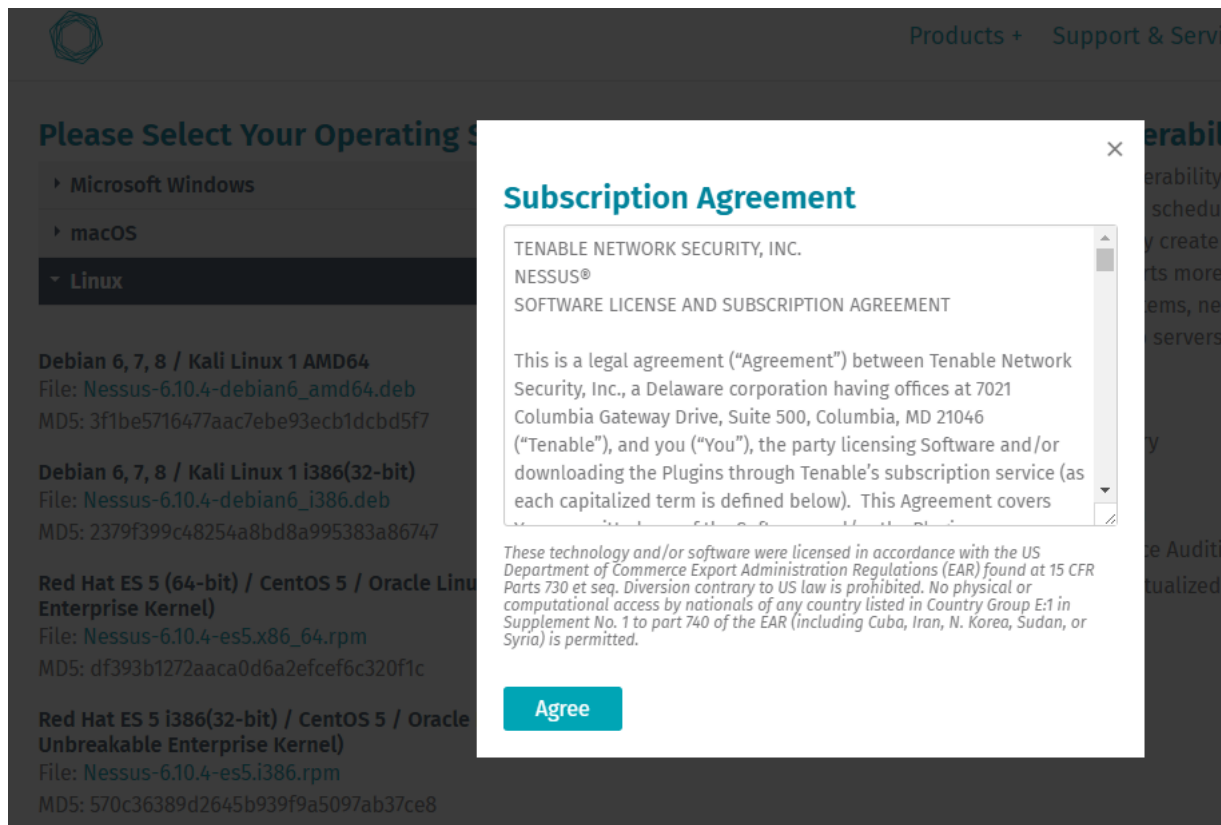 Products +
Support & Servi
Please Select Your Operating S
Microsoft Windows
macOS
Linux
Debian 6, 7, 8 / Kali Linux 1 AMD64
File: Nessus-6.10.4-debian6_amd64.deb
MD5: 3f1be5716477aac7ebe93ecb1dcbd5f7
Debian 6, 7, 8 / Kali Linux 1 i386(32-bit)
File: Nessus-6.10.4-debian6_i386.deb
MD5: 2379f399c48254a8bd8a995383a86747
Red Hat ES 5 (64-bit) / CentOS 5 / Oracle Linu
Enterprise Kernel)
File: Nessus-6.10.4-es5.x86_64.rpm
MD5: df393b1272aaca0d6a2efcef6c320f1c
Red Hat ES 5 i386(32-bit) / CentOS 5 / Oracle
Unbreakable Enterprise Kernel)
File: Nessus-6.10.4-es5.i386.rpm
MD5: 570c36389d2645b939f9a5097ab37ce8
×
Subscription Agreement
TENABLE NETWORK SECURITY, INC.
NESSUS®
SOFTWARE LICENSE AND SUBSCRIPTION AGREEMENT
This is a legal agreement (“Agreement”) between Tenable Network
Security, Inc., a Delaware corporation having offices at 7021
Columbia Gateway Drive, Suite 500, Columbia, MD 21046
(“Tenable”), and you (“You”), the party licensing Software and/or
downloading the Plugins through Tenable’s subscription service (as
each capitalized term is defined below). This Agreement covers
These technology and/or software were licensed in accordance with the US
Department of Commerce Export Administration Regulations (EAR) found at 15 CFR
Parts 730 et seq. Diversion contrary to US law is prohibited. No physical or
computational access by nationals of any country listed in Country Group E:1 in
Supplement No. 1 to part 740 of the EAR (including Cuba, Iran, N. Korea, Sudan, or
Syria) is permitted.
Agree
erabil
erability
schedu
y create
rts more
tems, ne
servers
y
ce Auditi
tualized